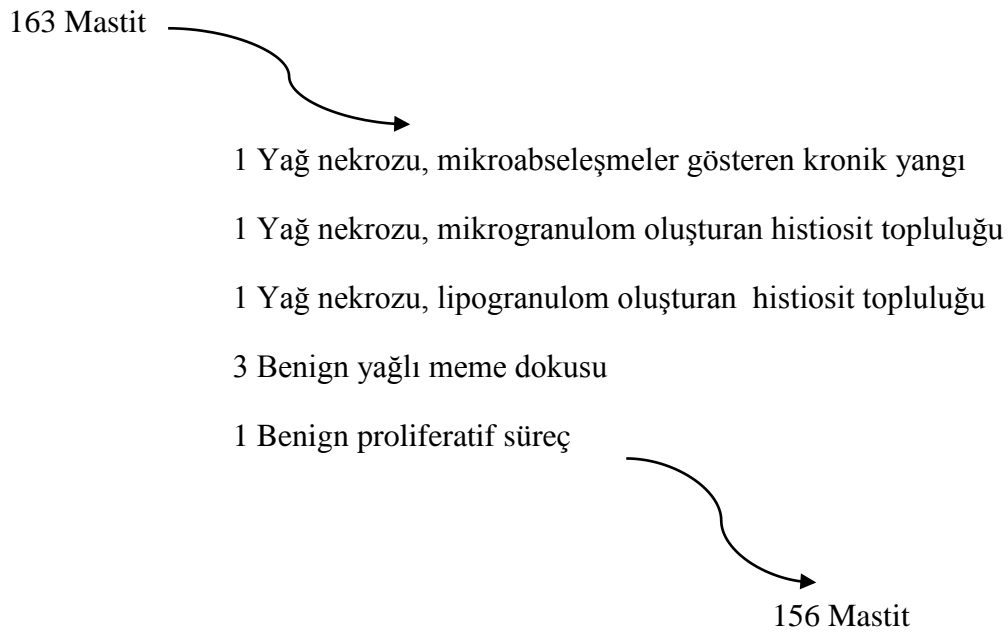 163 Mastit
1 Yağ nekrozu, mikroabseleşmeler gösteren kronik yangı
1 Yağ nekrozu, mikrogranulom oluşturan histiosit topluluğu
1 Yağ nekrozu, lipogranulom oluşturan histiosit topluluğu
3 Benign yağlı meme dokusu
1 Benign proliferatif süreç
156 Mastit